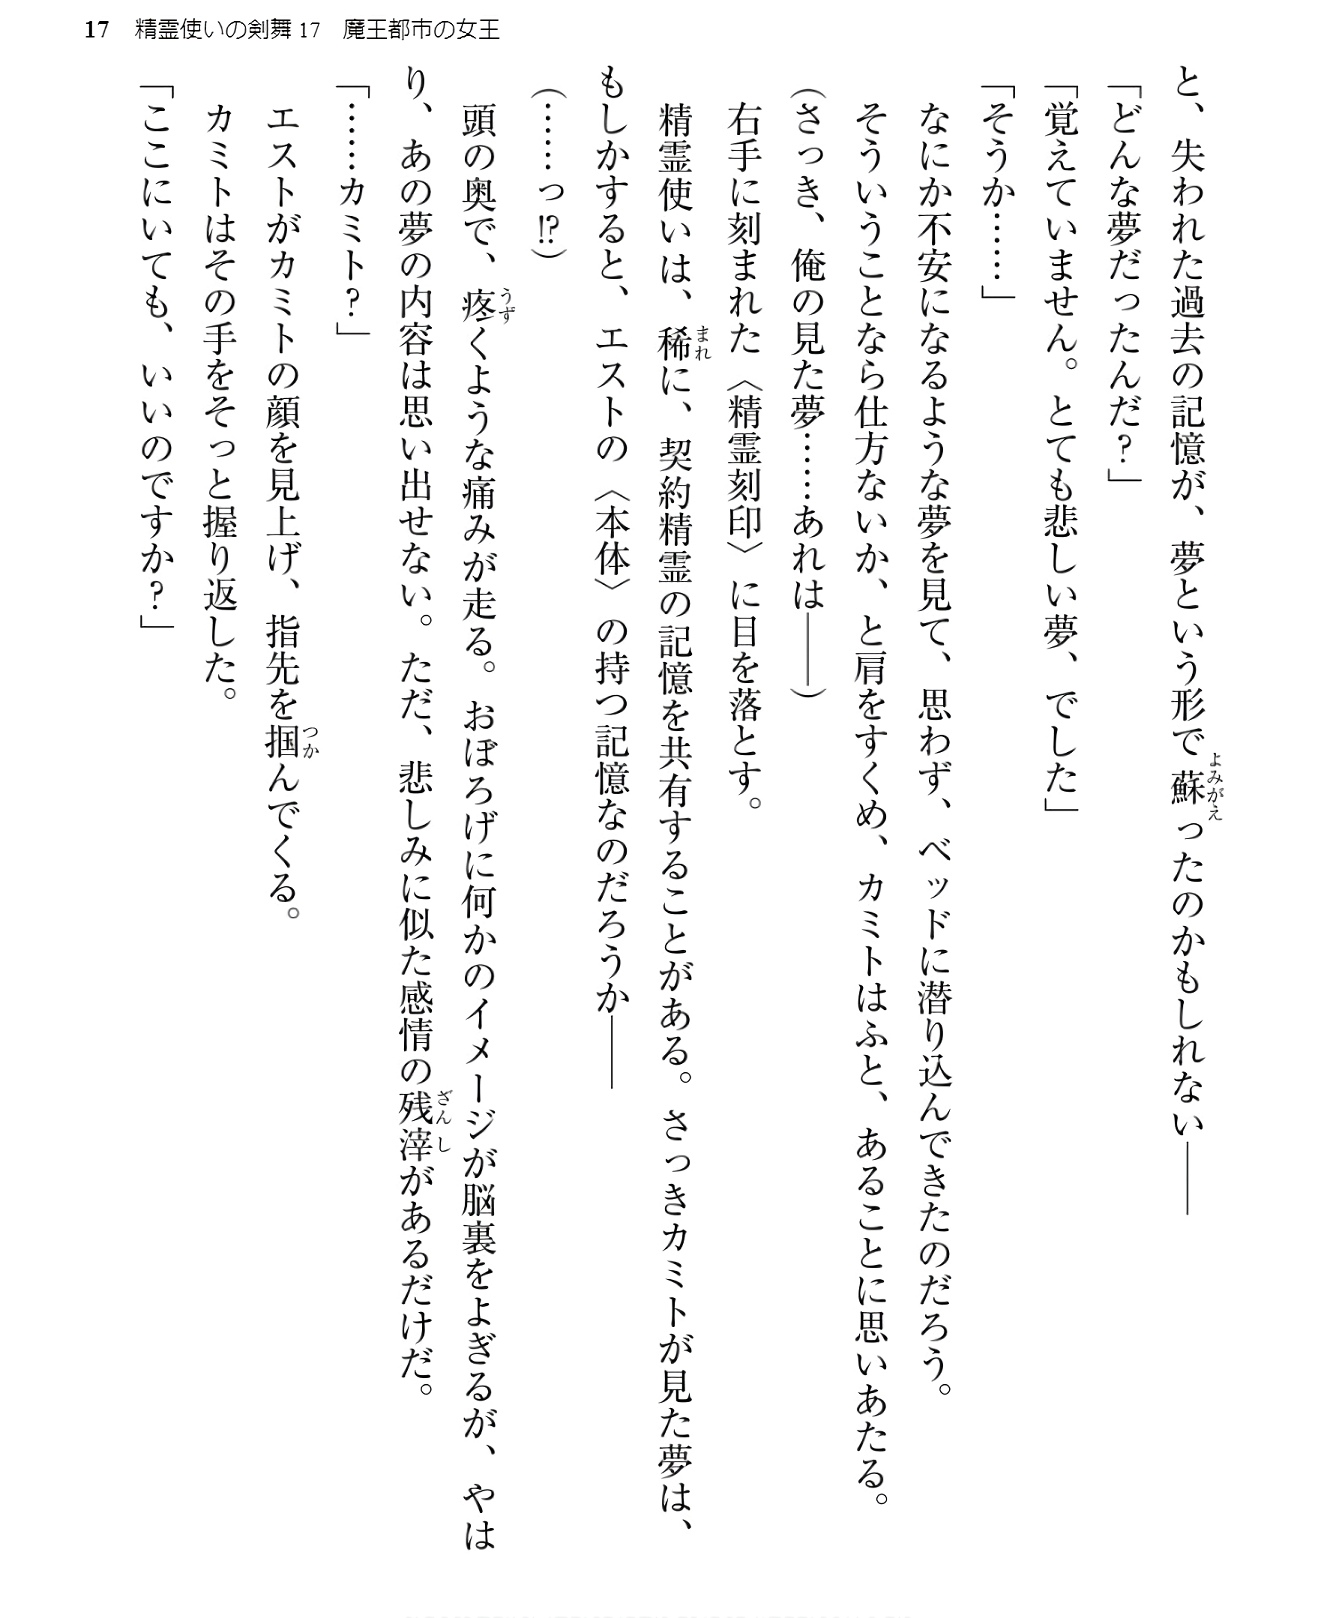 17 精霊使いの剣舞17 魔王都市の女王
と、失われた過去の記憶が、夢という形で蘇ったのかもしれない――
「どんな夢だったんだ?」
「覚えていません。とても悲しい夢、でした」
「そうか……」
なにか不安になるような夢を見て、思わず、ベッドに潜り込んできたのだろう。
そういうことなら仕方ないか、と肩をすくめ、カミトはふと、あることに思いあたる。
(さっき、俺の見た夢……あれは――)
右手に刻まれた〈精霊刻印〉に目を落とす。
精霊使いは、稀に、契約精霊の記憶を共有することがある。さっきカミトが見た夢は、
もしかすると、エストの〈本体〉の持つ記憶なのだろうか――
(……っ!?)
頭の奥で、疼くような痛みが走る。おぼろげに何かのイメージが脳裏をよぎるが、やは
り、あの夢の内容は思い出せない。ただ、悲しみに似た感情の残滓があるだけだ。
「……カミト?」
エストがカミトの顔を見上げ、指先を掴んでくる。
カミトはその手をそっと握り返した。
「ここにいても、いいのですか?」